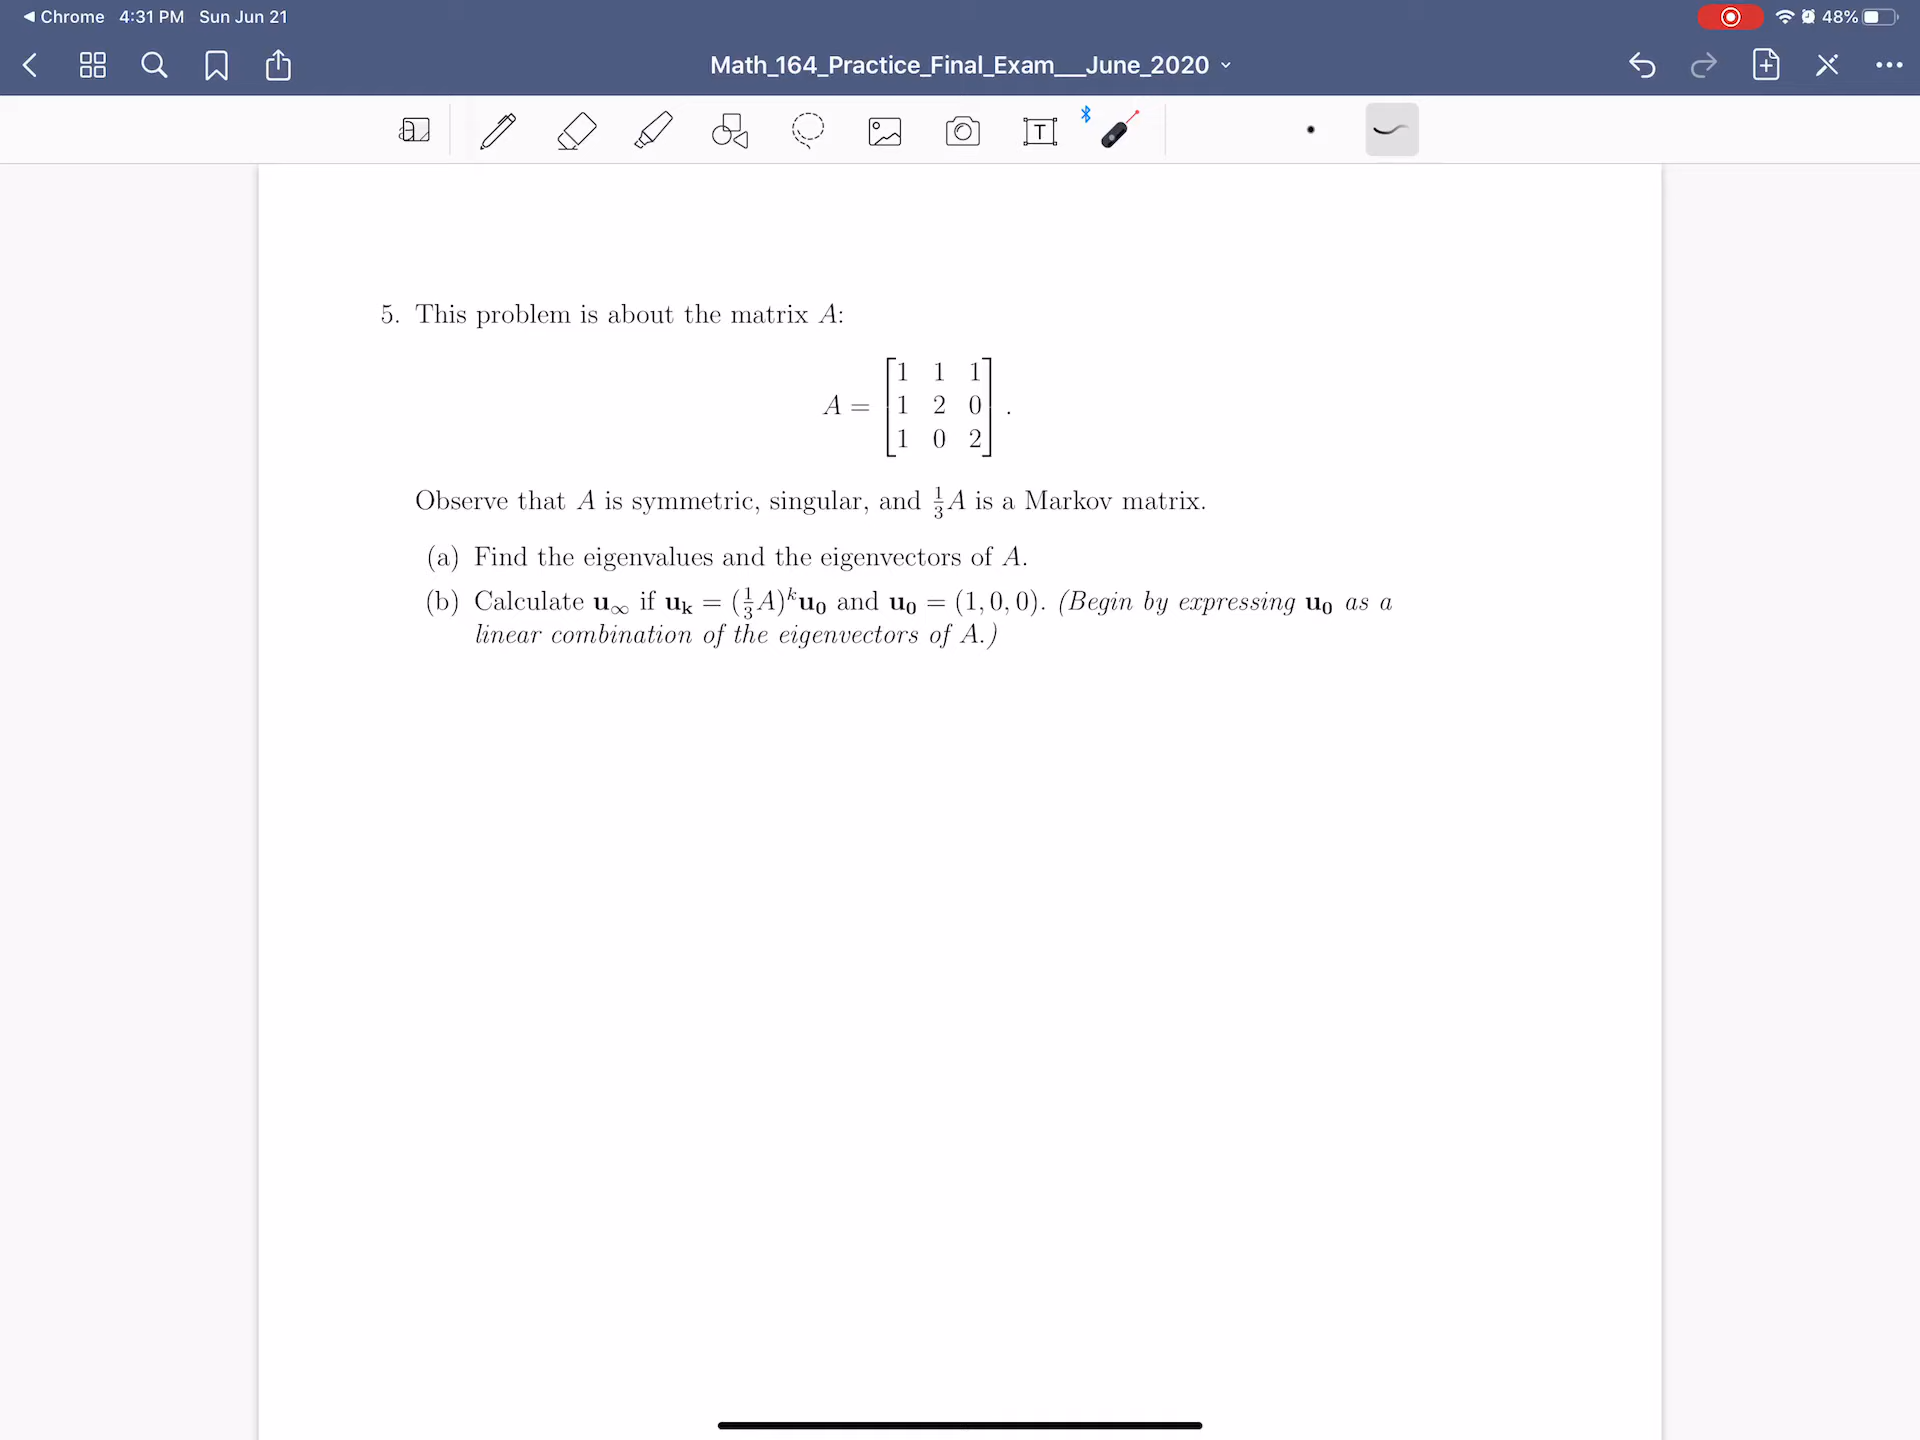 ◀ Chrome 4:31 PM Sun Jun 21
48%
Math_164_Practice_Final_Exam__June_2020
5. This problem is about the matrix A:
A = [1 1 1
1 2 0
1 0 2].
Observe that A is symmetric, singular, and 1/3 A is a Markov matrix.
(a) Find the eigenvalues and the eigenvectors of A.
(b) Calculate u∞ if uk = (1/3 A)^k u0 and u0 = (1, 0, 0). (Begin by expressing u0 as a
linear combination of the eigenvectors of A.)